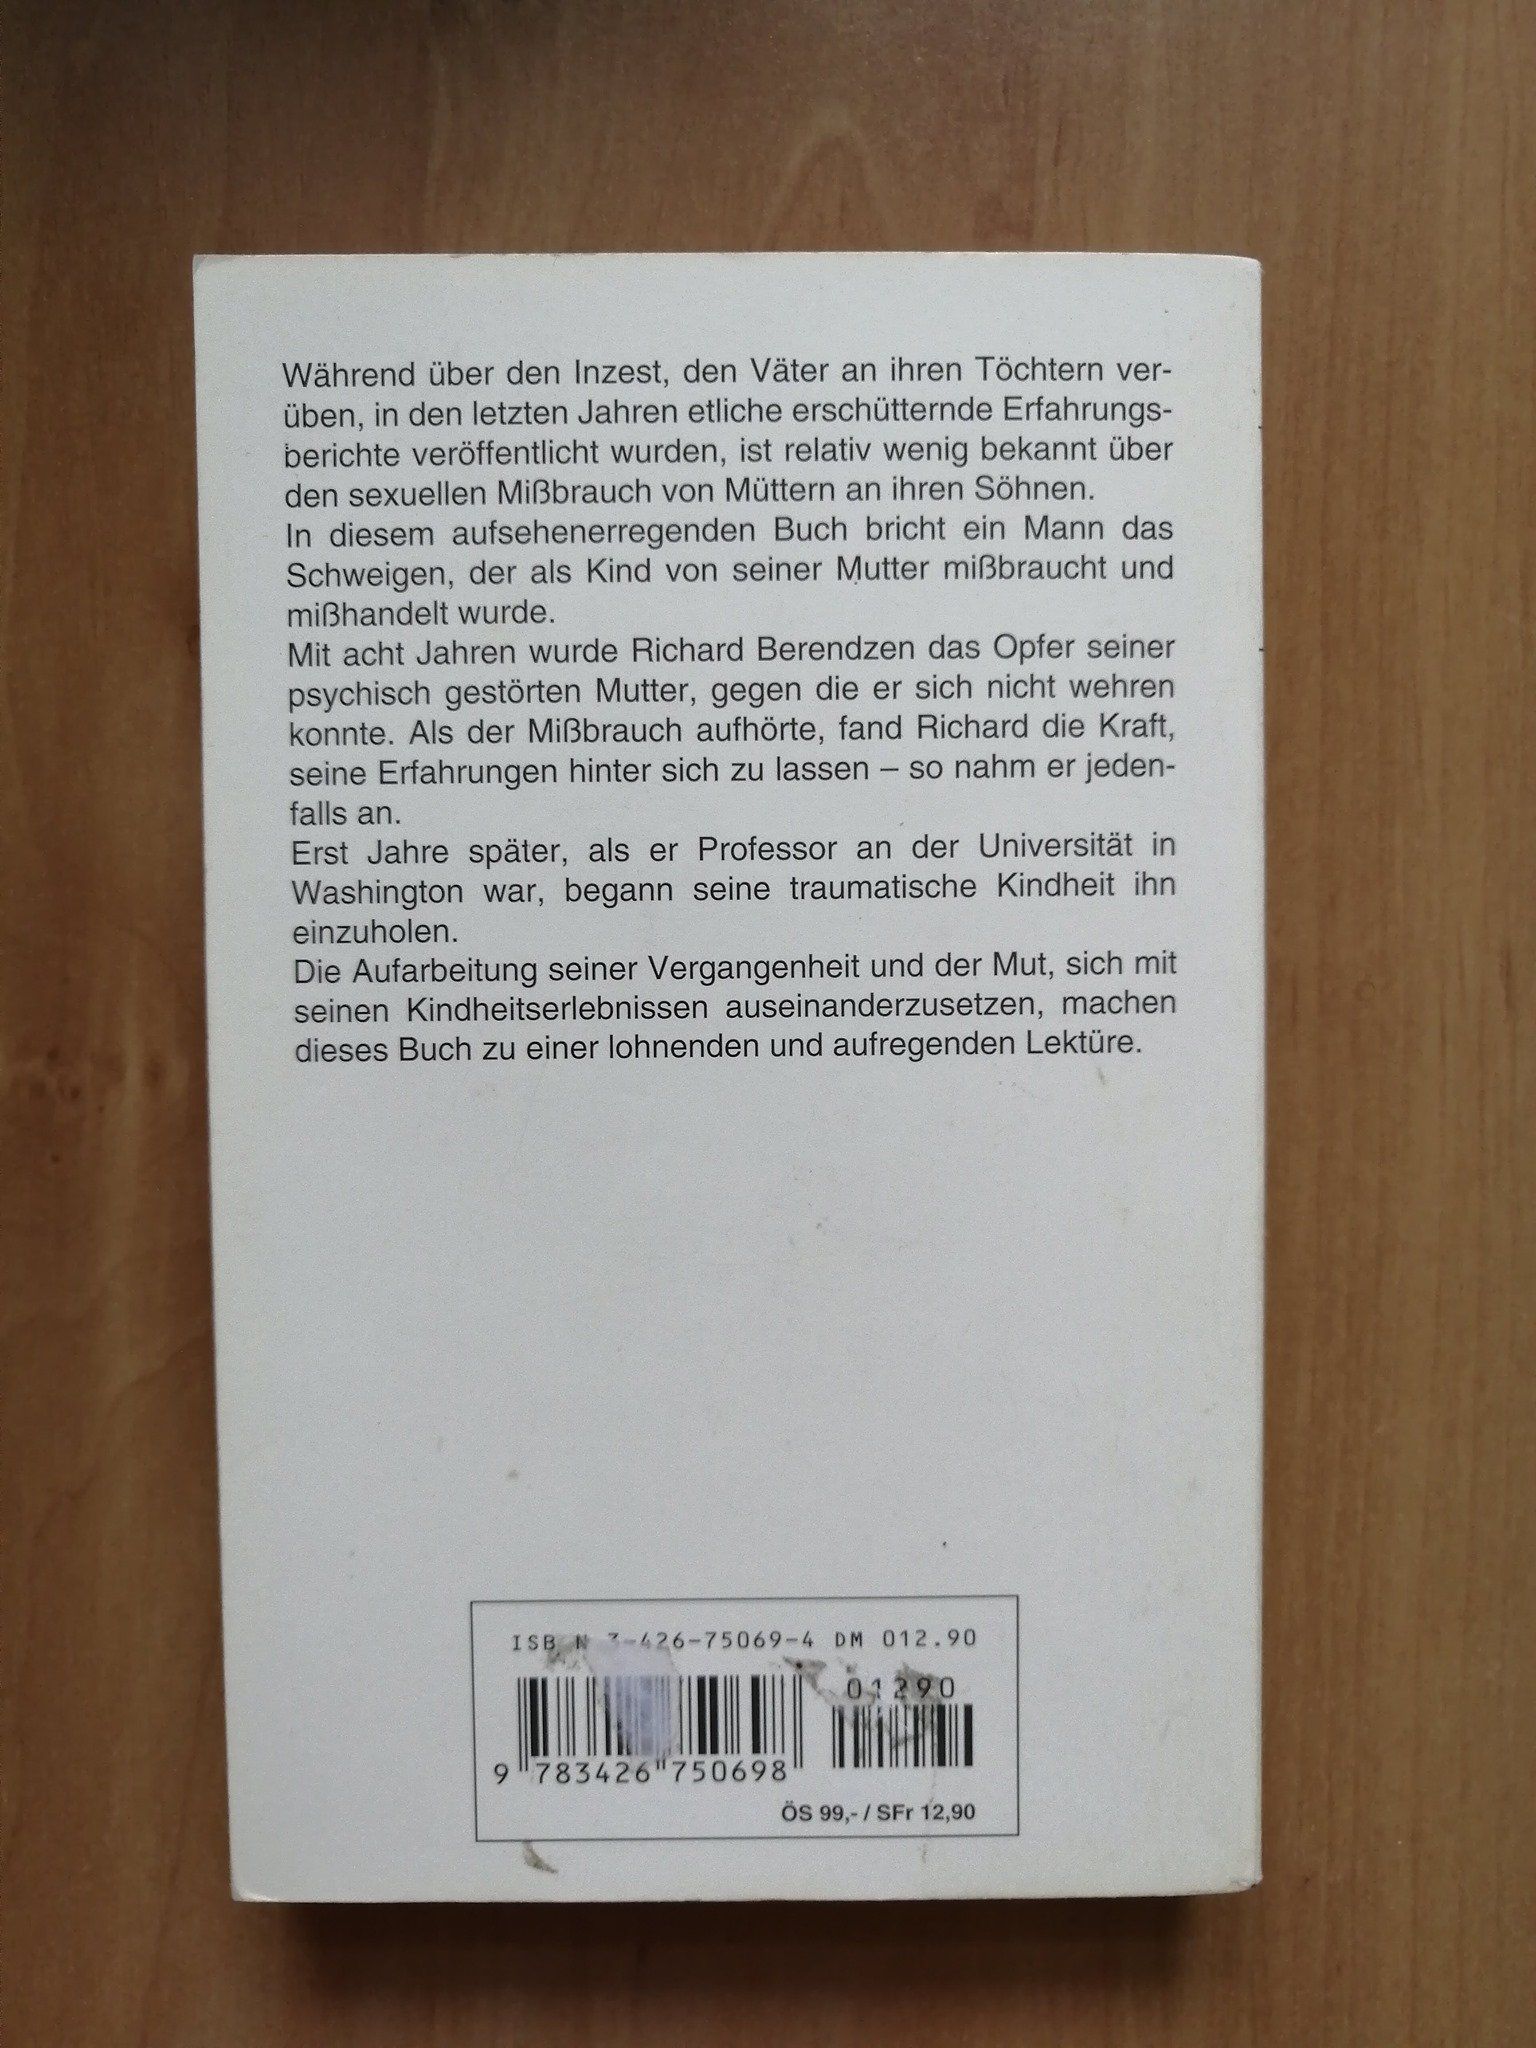 Während über den Inzest, den Väter an ihren Töchtern ver-
üben, in den letzten Jahren etliche erschütternde Erfahrungs-
berichte veröffentlicht wurden, ist relativ wenig bekannt über
den sexuellen Mißbrauch von Müttern an ihren Söhnen.
In diesem aufsehenerregenden Buch bricht ein Mann das
Schweigen, der als Kind von seiner Mutter mißbraucht und
mißhandelt wurde.
Mit acht Jahren wurde Richard Berendzen das Opfer seiner
psychisch gestörten Mutter, gegen die er sich nicht wehren
konnte. Als der Mißbrauch aufhörte, fand Richard die Kraft,
seine Erfahrungen hinter sich zu lassen – so nahm er jeden-
falls an.
Erst Jahre später, als er Professor an der Universität in
Washington war, begann seine traumatische Kindheit ihn
einzuholen.
Die Aufarbeitung seiner Vergangenheit und der Mut, sich mit
seinen Kindheitserlebnissen auseinanderzusetzen, machen
dieses Buch zu einer lohnenden und aufregenden Lektüre.
ISBN 3-426-75069-4 DM 012.90
01290
9 783426 750698
ÖS 99,- / SFr 12,90